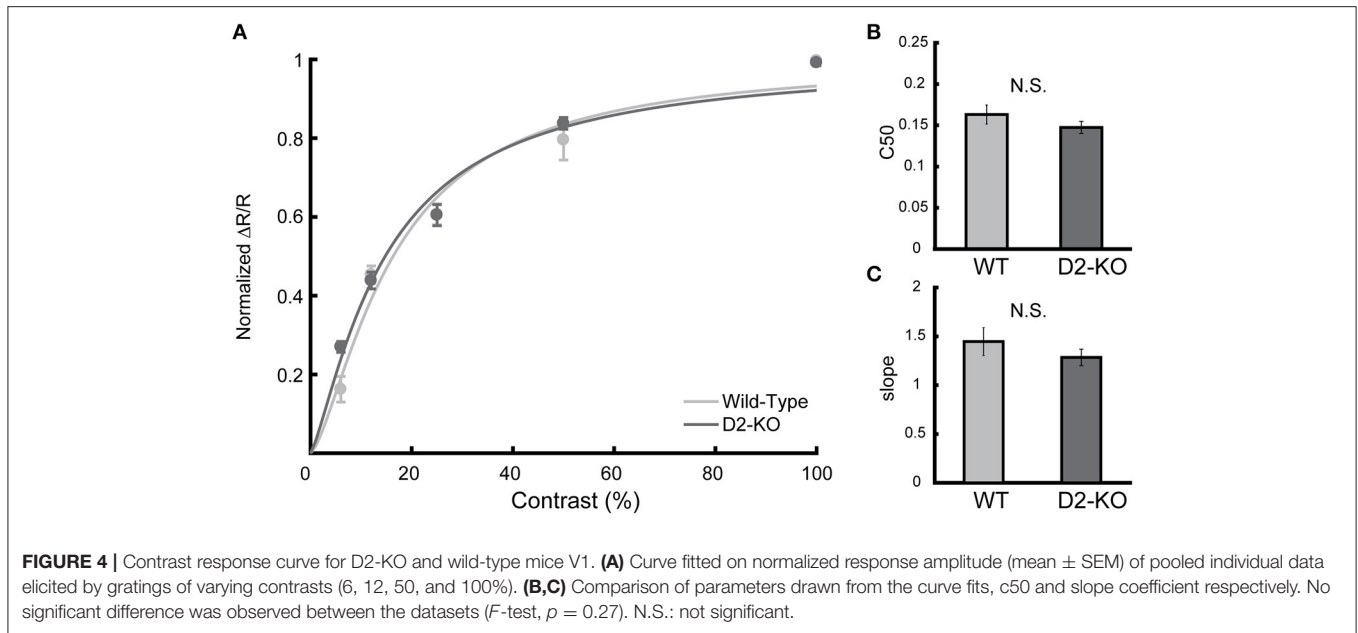 A
1
0.8
0.6
0.4
0.2
0
20
40
60
80
100
Normalized ΔR/R
Contrast (%)
Wild-Type
D2-KO
B
0.25
0.2
0.15
0.1
0.05
0
C50
N.S.
WT
D2-KO
C
2
1.5
1
0.5
0
slope
N.S.
WT
D2-KO
FIGURE 4 | Contrast response curve for D2-KO and wild-type mice V1. (A) Curve fitted on normalized response amplitude (mean ± SEM) of pooled individual data
elicited by gratings of varying contrasts (6, 12, 50, and 100%). (B,C) Comparison of parameters drawn from the curve fits, c50 and slope coefficient respectively. No
significant difference was observed between the datasets (F-test, p = 0.27). N.S.: not significant.